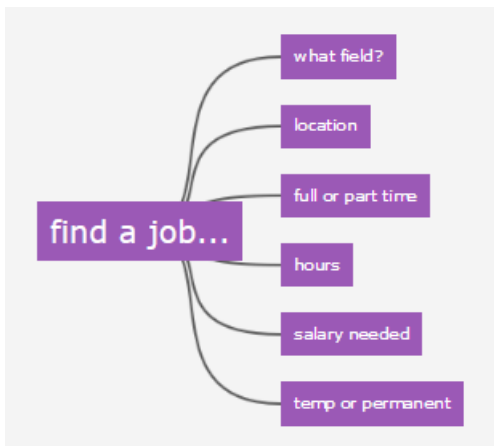 find a job...
what field?
location
full or part time
hours
salary needed
temp or permanent